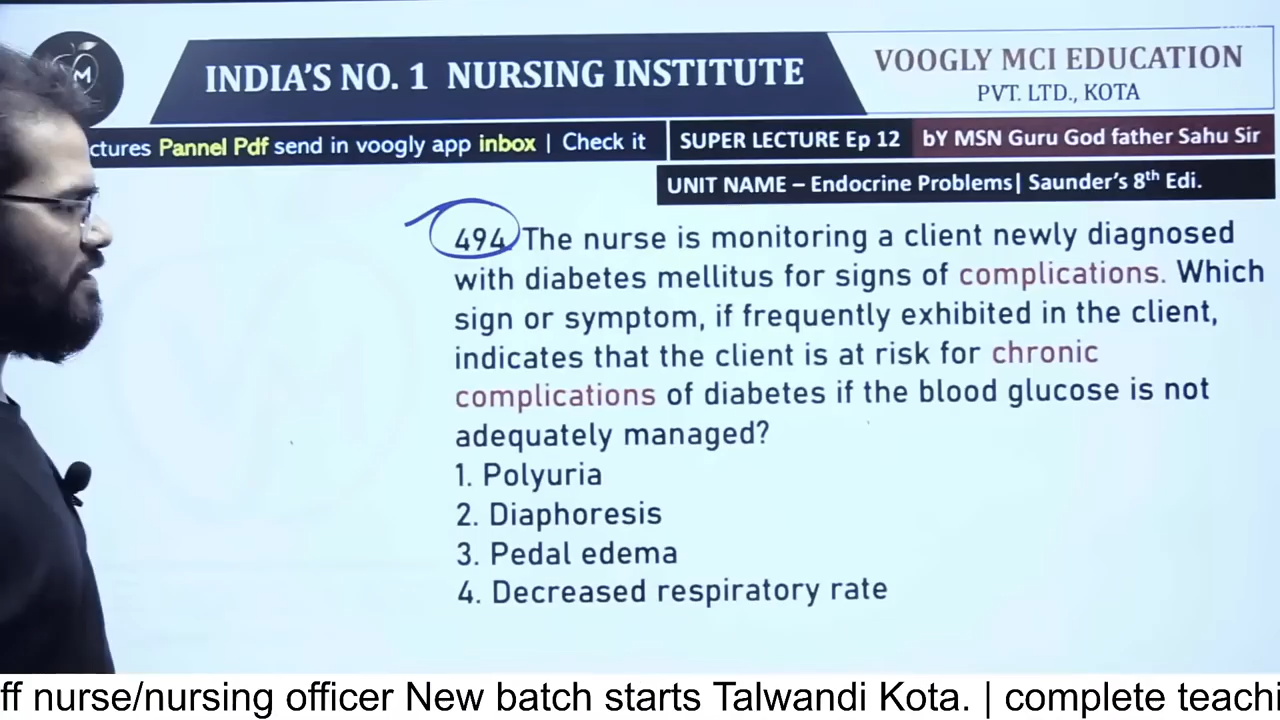 M
INDIA'S NO. 1 NURSING INSTITUTE
VOOGLY MCI EDUCATION
PVT. LTD., KOTA
ctures Pannel Pdf send in voogly app inbox | Check it
SUPER LECTURE Ep 12 bY MSN Guru God father Sahu Sir
UNIT NAME – Endocrine Problems| Saunder's 8th Edi.
494 The nurse is monitoring a client newly diagnosed
with diabetes mellitus for signs of complications. Which
sign or symptom, if frequently exhibited in the client,
indicates that the client is at risk for chronic
complications of diabetes if the blood glucose is not
adequately managed?
1. Polyuria
2. Diaphoresis
3. Pedal edema
4. Decreased respiratory rate
ff nurse/nursing officer New batch starts Talwandi Kota. | complete teachi